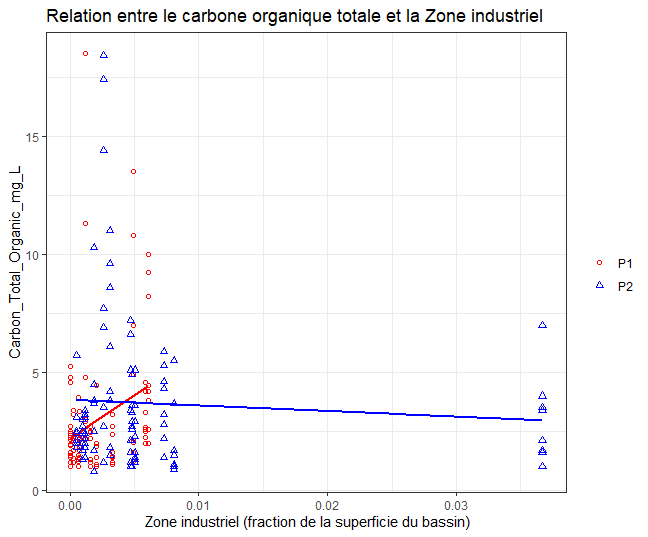 Relation entre le carbone organique totale et la Zone industriel
Carbon_Total_Organic_mg_L
15
10
5
0
0.00 0.01 0.02 0.03
Zone industriel (fraction de la superficie du bassin)
P1
P2